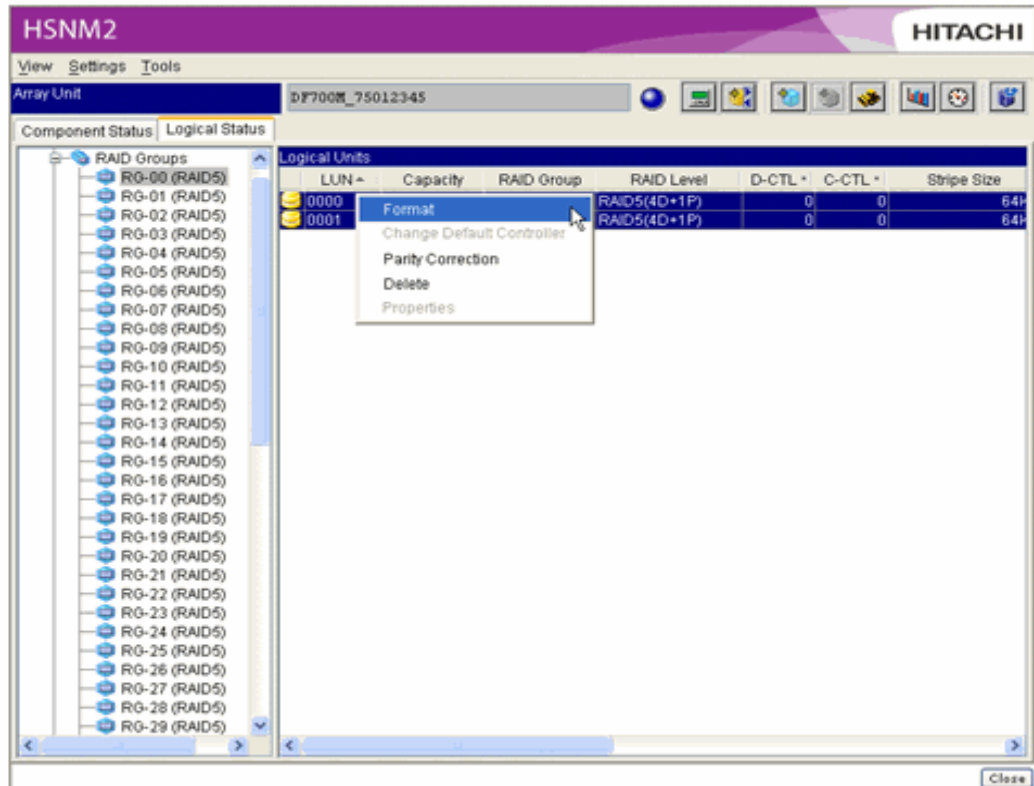 HSNM2 HITACHI
View Settings Tools
Array Unit DF700M_75012345
Component Status Logical Status
RAID Groups
RG-00 (RAID5)
RG-01 (RAID5)
RG-02 (RAID5)
RG-03 (RAID5)
RG-04 (RAID5)
RG-05 (RAID5)
RG-06 (RAID5)
RG-07 (RAID5)
RG-08 (RAID5)
RG-09 (RAID5)
RG-10 (RAID5)
RG-11 (RAID5)
RG-12 (RAID5)
RG-13 (RAID5)
RG-14 (RAID5)
RG-15 (RAID5)
RG-16 (RAID5)
RG-17 (RAID5)
RG-18 (RAID5)
RG-19 (RAID5)
RG-20 (RAID5)
RG-21 (RAID5)
RG-22 (RAID5)
RG-23 (RAID5)
RG-24 (RAID5)
RG-25 (RAID5)
RG-26 (RAID5)
RG-27 (RAID5)
RG-28 (RAID5)
RG-29 (RAID5)
Logical Units
LUN Capacity RAID Group RAID Level D-CTL * C-CTL * Stripe Size
0000 RAID5(4D+1P) 0 0 64K
0001 RAID5(4D+1P) 0 0 64K
Format
Change Default Controller
Parity Correction
Delete
Properties
Close